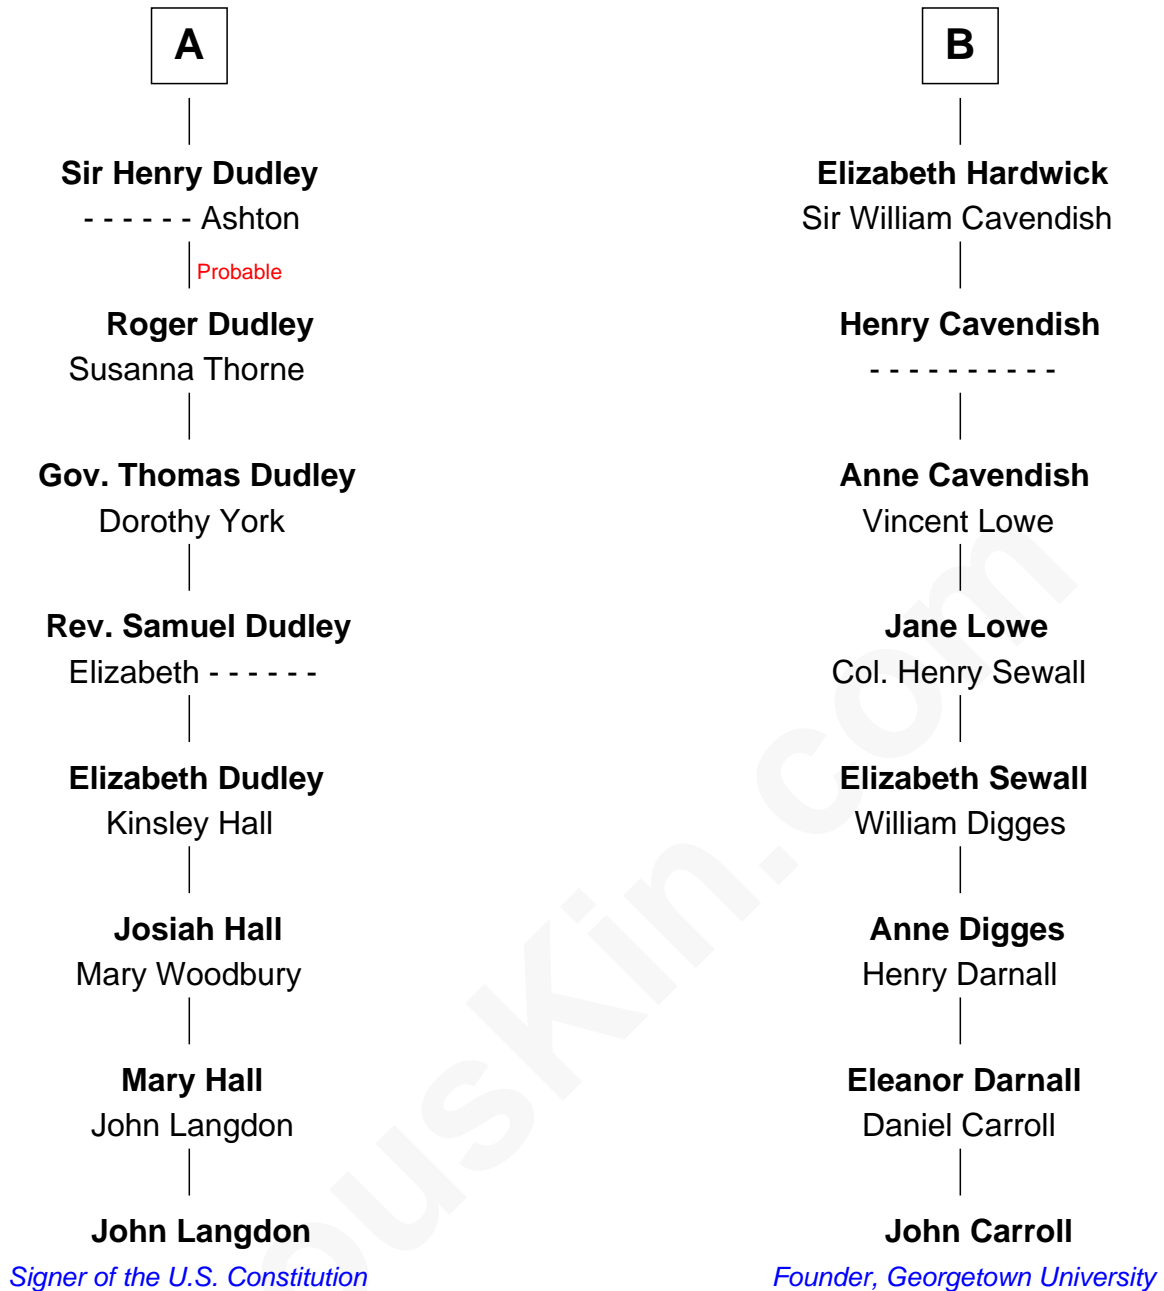 A
Sir Henry Dudley
- - - - - - Ashton
Probable
Roger Dudley
Susanna Thorne
Gov. Thomas Dudley
Dorothy York
Rev. Samuel Dudley
Elizabeth - - - - - -
Elizabeth Dudley
Kinsley Hall
Josiah Hall
Mary Woodbury
Mary Hall
John Langdon
John Langdon
Signer of the U.S. Constitution
B
Elizabeth Hardwick
Sir William Cavendish
Henry Cavendish
- - - - - - - - - -
Anne Cavendish
Vincent Lowe
Jane Lowe
Col. Henry Sewall
Elizabeth Sewall
William Digges
Anne Digges
Henry Darnall
Eleanor Darnall
Daniel Carroll
John Carroll
Founder, Georgetown University
ousKin.com